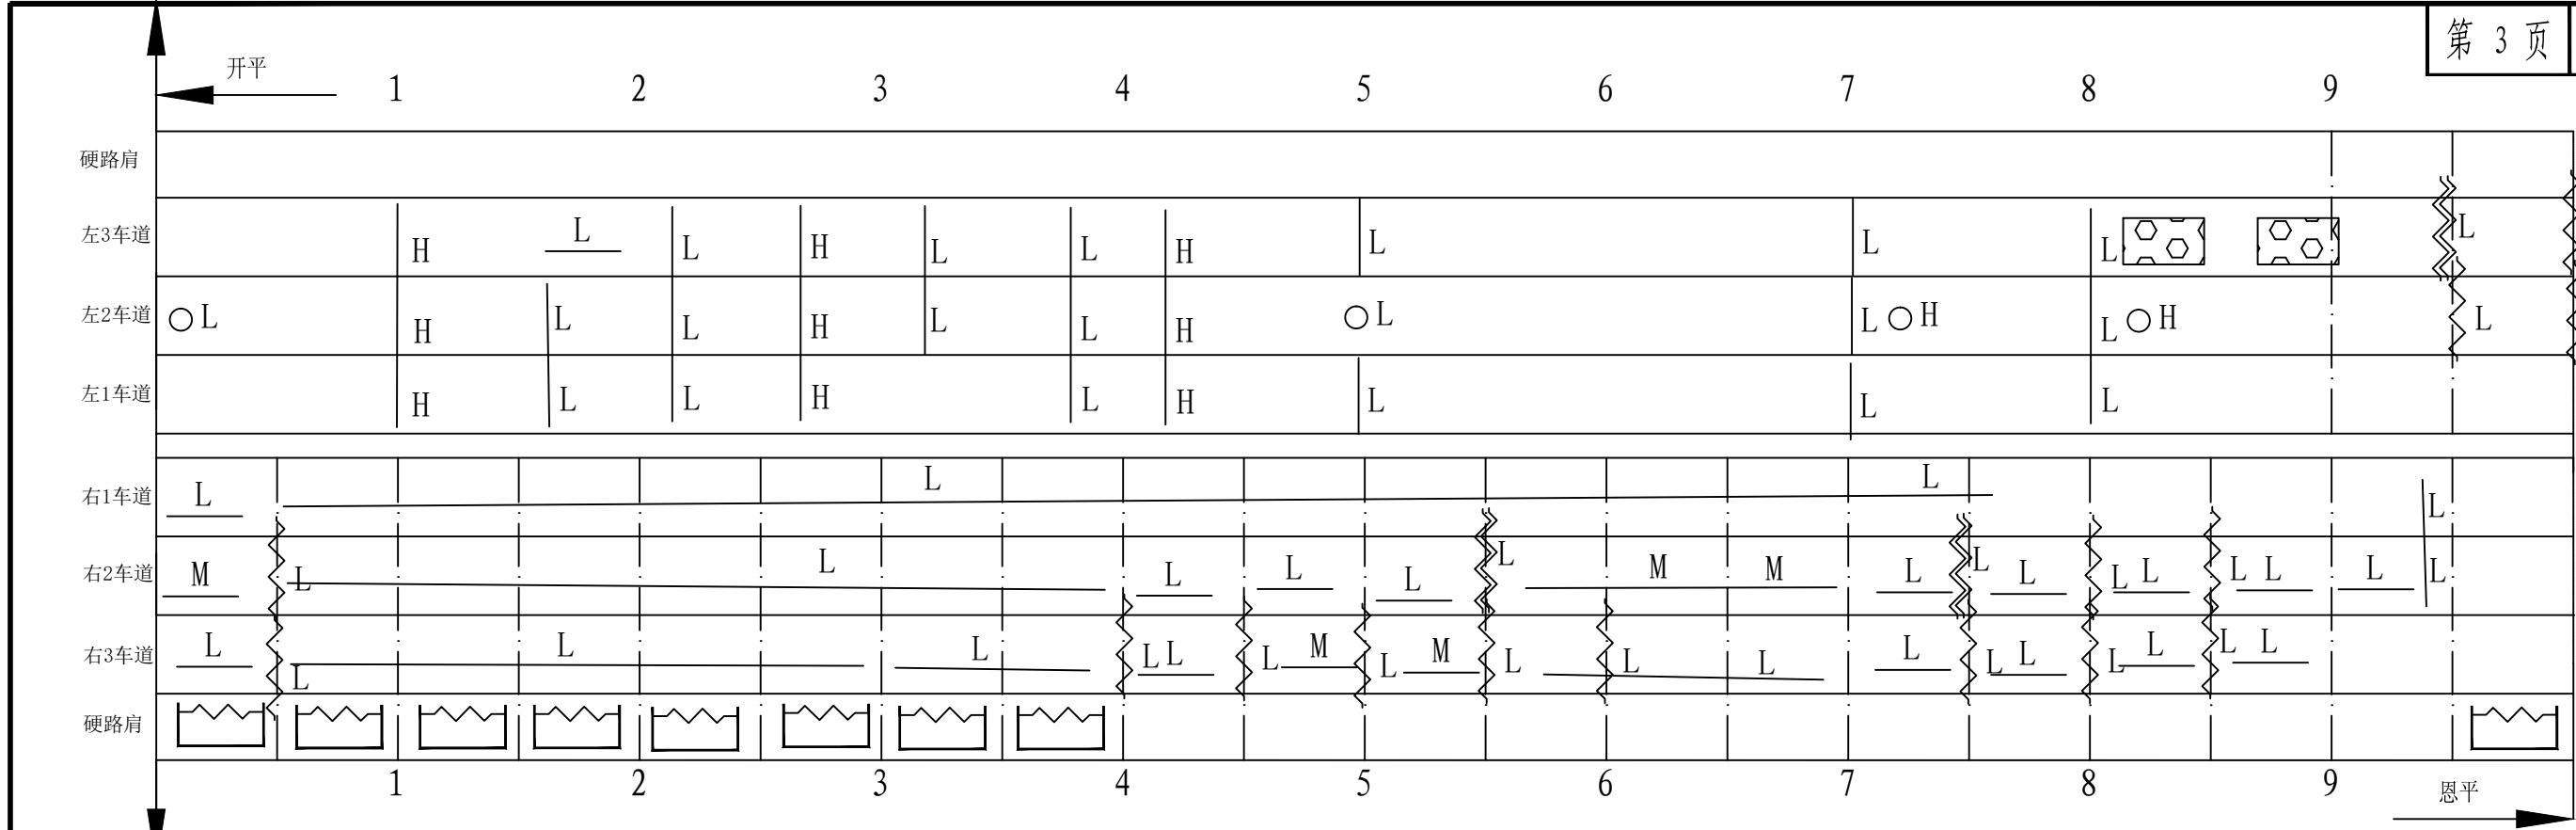 第 3 页
开平
1 2 3 4 5 6 7 8 9
硬路肩
左3车道 H L L H L L H L L L L
左2车道 L H L L H L L H L L H L H L
左1车道 H L L H L H L L L
右1车道 L L L L
右2车道 M L L L L L L M M L L L L L L L L L
右3车道 L L L L L L L M L M L L L L L L L L L L
硬路肩
1 2 3 4 5 6 7 8 9
恩平